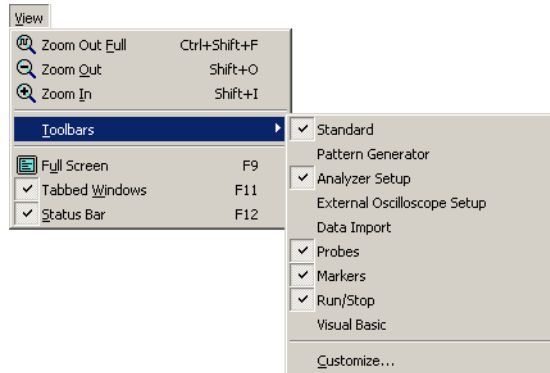 View
Zoom Out Full Ctrl+Shift+F
Zoom Out Shift+O
Zoom In Shift+I
Toolbars
Full Screen F9
Tabbed Windows F11
Status Bar F12
Standard
Pattern Generator
Analyzer Setup
External Oscilloscope Setup
Data Import
Probes
Markers
Run/Stop
Visual Basic
Customize...